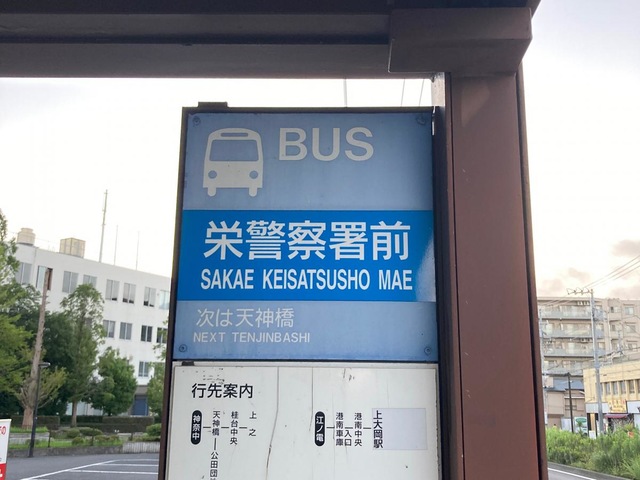 BUS
栄警察署前
SAKAE KEISATSUSHO MAE
次は天神橋
NEXT TENJINBASHI
行先案内
上大岡駅
港南中央
入口
港南車庫
江ノ電
上之
桂台中央
天神橋
公田団地
神奈中